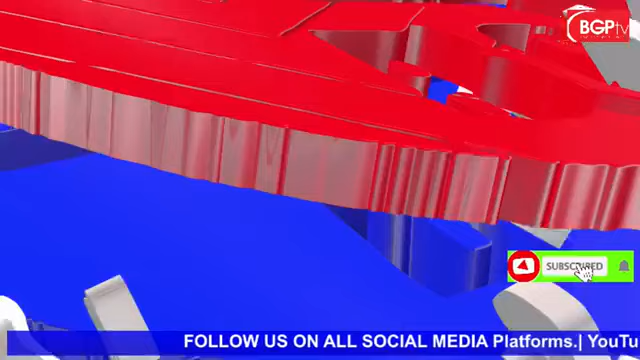 BGPtv
SUBSCRIBED
FOLLOW US ON ALL SOCIAL MEDIA Platforms.| YouTu